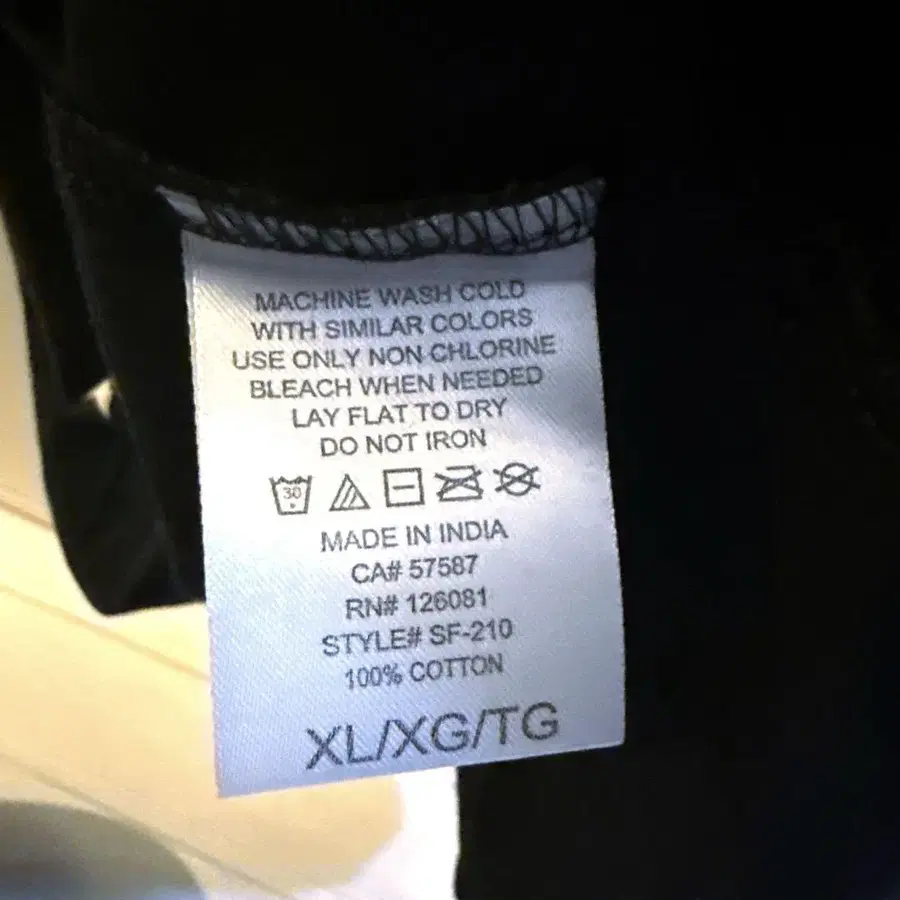 MACHINE WASH COLD
WITH SIMILAR COLORS
USE ONLY NON CHLORINE
BLEACH WHEN NEEDED
LAY FLAT TO DRY
DO NOT IRON
30
MADE IN INDIA
CA# 57587
RN# 126081
STYLE# SF-210
100% COTTON
XL/XG/TG